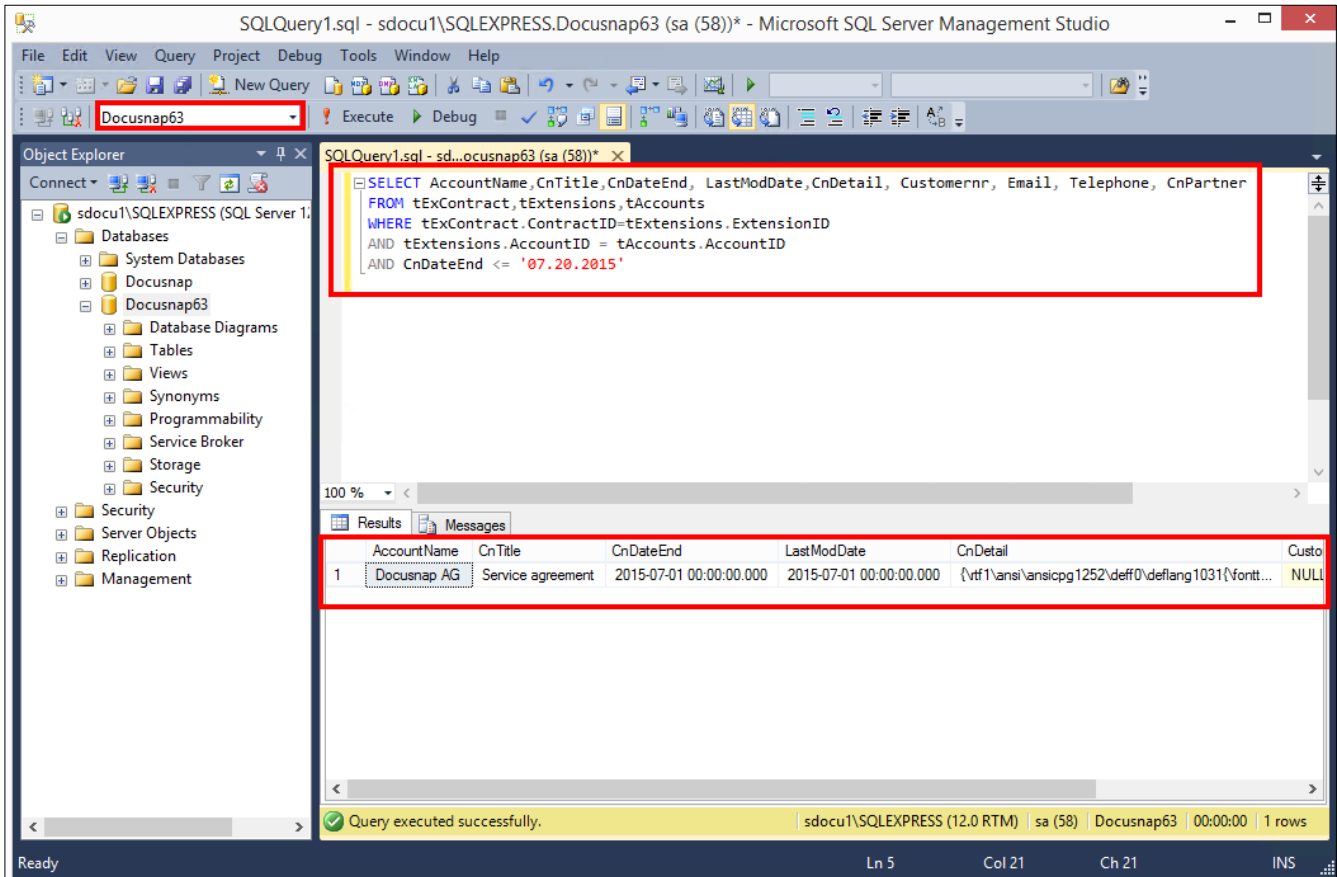 SQLQuery1.sql - sdocu1\SQLEXPRESS.Docusnap63 (sa (58))* - Microsoft SQL Server Management Studio
File Edit View Query Project Debug Tools Window Help
New Query
Docusnap63
Execute Debug
Object Explorer
Connect
sdocu1\SQLEXPRESS (SQL Server 12
Databases
System Databases
Docusnap
Docusnap63
Database Diagrams
Tables
Views
Synonyms
Programmability
Service Broker
Storage
Security
Security
Server Objects
Replication
Management
SQLQuery1.sql - sd...ocusnap63 (sa (58))*
SELECT AccountName,CnTitle,CnDateEnd, LastModDate,CnDetail, Customernr, Email, Telephone, CnPartner
FROM tExContract,tExtensions,tAccounts
WHERE tExContract.ContractID=tExtensions.ExtensionID
AND tExtensions.AccountID = tAccounts.AccountID
AND CnDateEnd <= '07.20.2015'
100 %
Results Messages
AccountName CnTitle CnDateEnd LastModDate CnDetail Custo
1 Docusnap AG Service agreement 2015-07-01 00:00:00.000 2015-07-01 00:00:00.000 {\rtf1\ansi\ansicpg1252\deff0\deflang1031{\fontt... NULL
Query executed successfully. sdocu1\SQLEXPRESS (12.0 RTM) sa (58) Docusnap63 00:00:00 1 rows
Ready Ln 5 Col 21 Ch 21 INS